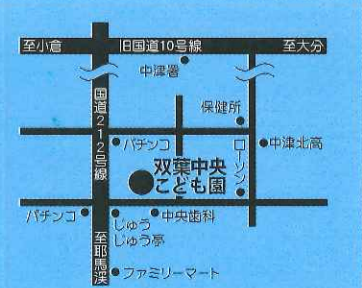 至小倉 旧国道10号線 至大分
中津署
保健所
国道212号線
パチンコ
ローソン
中津北高
双葉中央
こども園
パチンコ
じゅう
じゅう亭
中央歯科
至耶馬渓
ファミリーマート